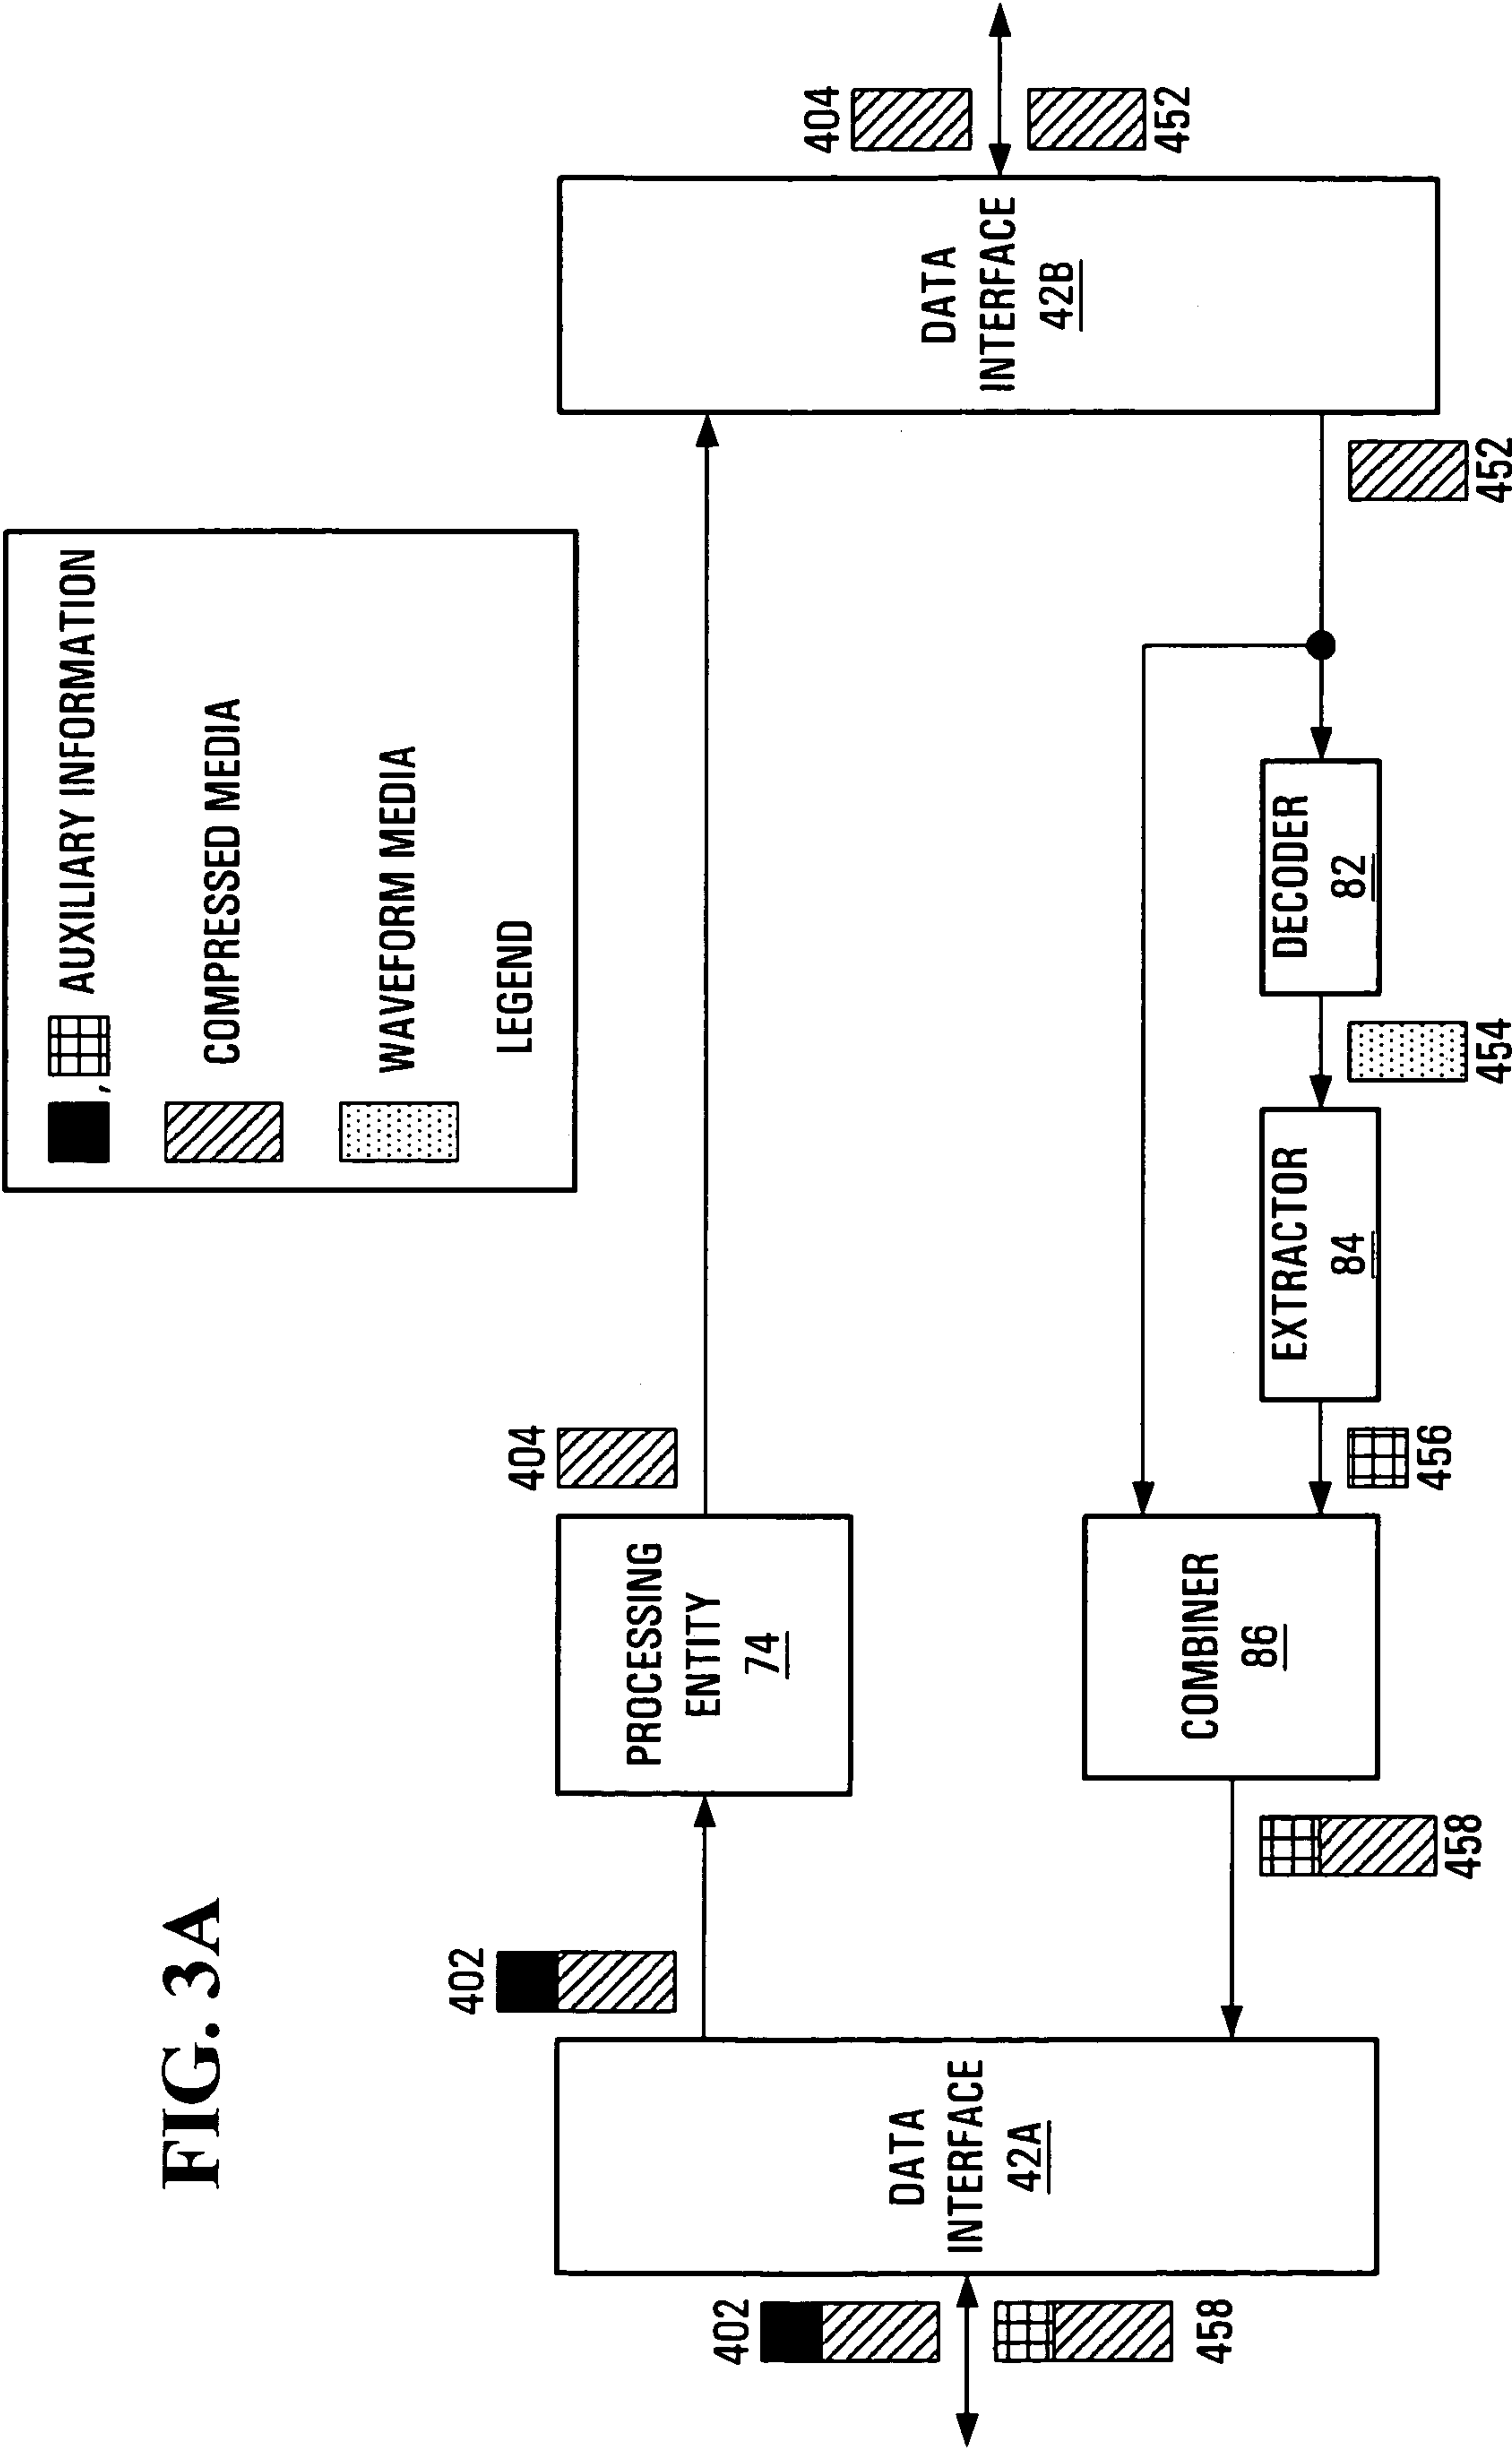 FIG. 3A
AUXILIARY INFORMATION
,
COMPRESSED MEDIA
WAVEFORM MEDIA
LEGEND
402
404
PROCESSING
ENTITY
74
402
404
DATA
INTERFACE
42A
DATA
INTERFACE
42B
458
452
COMBINER
86
EXTRACTOR
84
DECODER
82
458
456
454
452